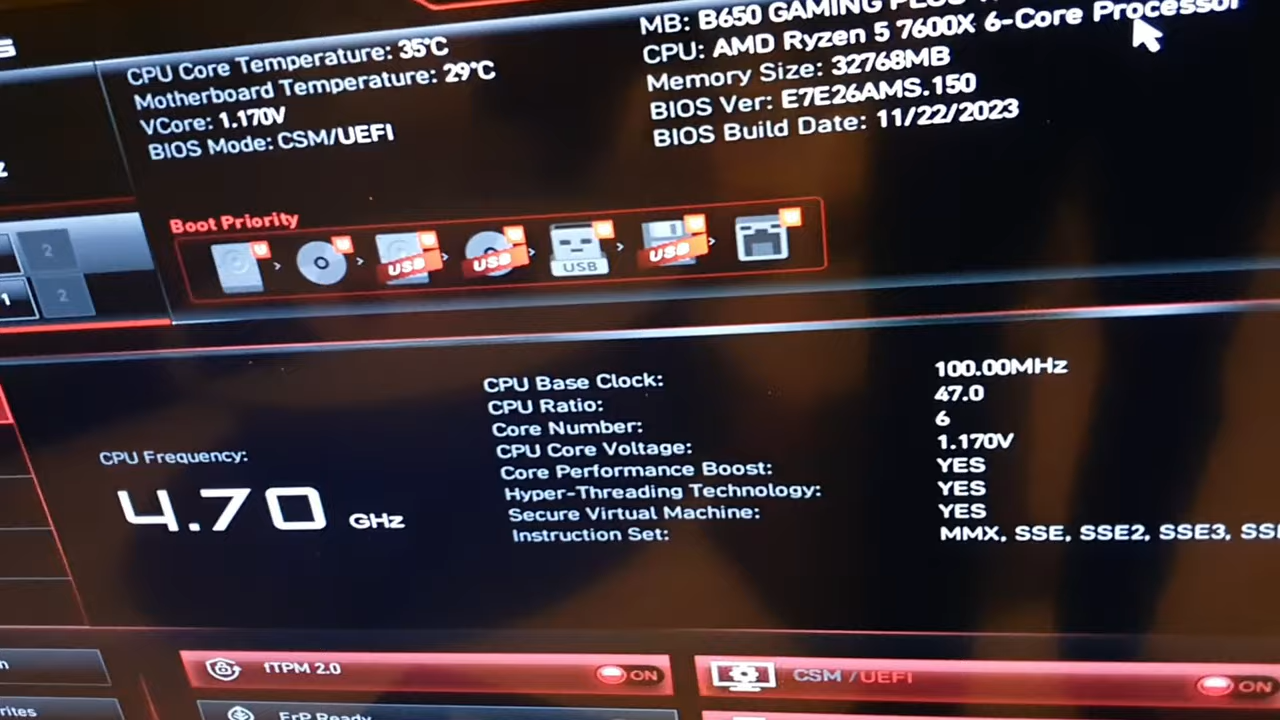 CPU Core Temperature: 35°C
Motherboard Temperature: 29°C
VCore: 1.170V
BIOS Mode: CSM/UEFI
MB: B650 GAMING PLUS
CPU: AMD Ryzen 5 7600X 6-Core Processor
Memory Size: 32768MB
BIOS Ver: E7E26AMS.150
BIOS Build Date: 11/22/2023
Boot Priority
U U U U U U U
USB USB USB USB
2
1 2
CPU Base Clock: 100.00MHz
CPU Ratio: 47.0
Core Number: 6
CPU Core Voltage: 1.170V
Core Performance Boost: YES
Hyper-Threading Technology: YES
Secure Virtual Machine: YES
Instruction Set: MMX, SSE, SSE2, SSE3,
CPU Frequency:
4.70 GHz
fTPM 2.0 ON
CSM /UEFI ON
ErP Ready